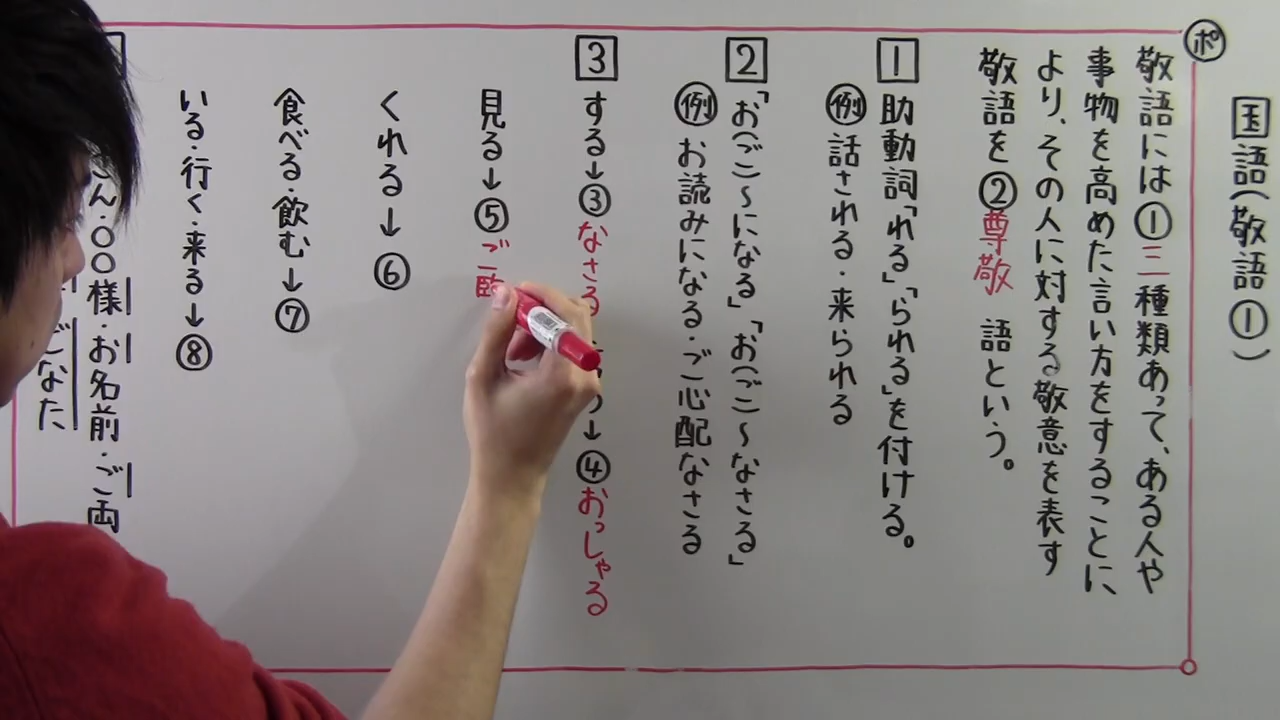 国語(敬語①)
ポ
敬語には①三種類あって、ある人や
事物を高めた言い方をすることに
より、その人に対する敬意を表す
敬語を②尊敬 語という。
1 助動詞「れる」「られる」を付ける。
例 話される・来られる
2 「お(ご)〜になる」「お(ご)〜なさる」
例 お読みになる・ご心配なさる
3 する→③なさる →④おっしゃる
見る→⑤ご
くれる→⑥
食べる・飲む→⑦
いる・行く・来る→⑧
さん・〇〇様・お名前・ご両
どなた